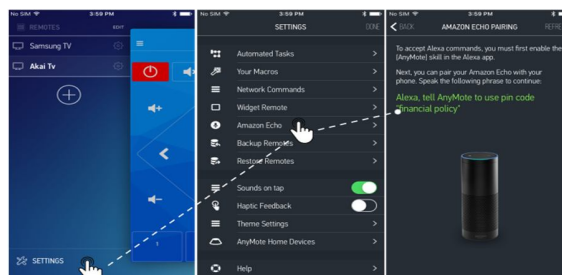 No SIM 3:59 PM
REMOTES EDIT
Samsung TV
Akai Tv
SETTINGS
1
No SIM 3:59 PM
SETTINGS DONE
Automated Tasks
Your Macros
Network Commands
Widget Remote
Amazon Echo
Backup Remotes
Restore Remotes
Sounds on tap
Haptic Feedback
Theme Settings
AnyMote Home Devices
Help
No SIM 3:59 PM
BACK AMAZON ECHO PAIRING REFRE
To accept Alexa commands, you must first enable the
[AnyMote] skill in the Alexa app.
Next, you can pair your Amazon Echo with your
phone. Speak the following phrase to continue:
Alexa, tell AnyMote to use pin code
"financial policy"